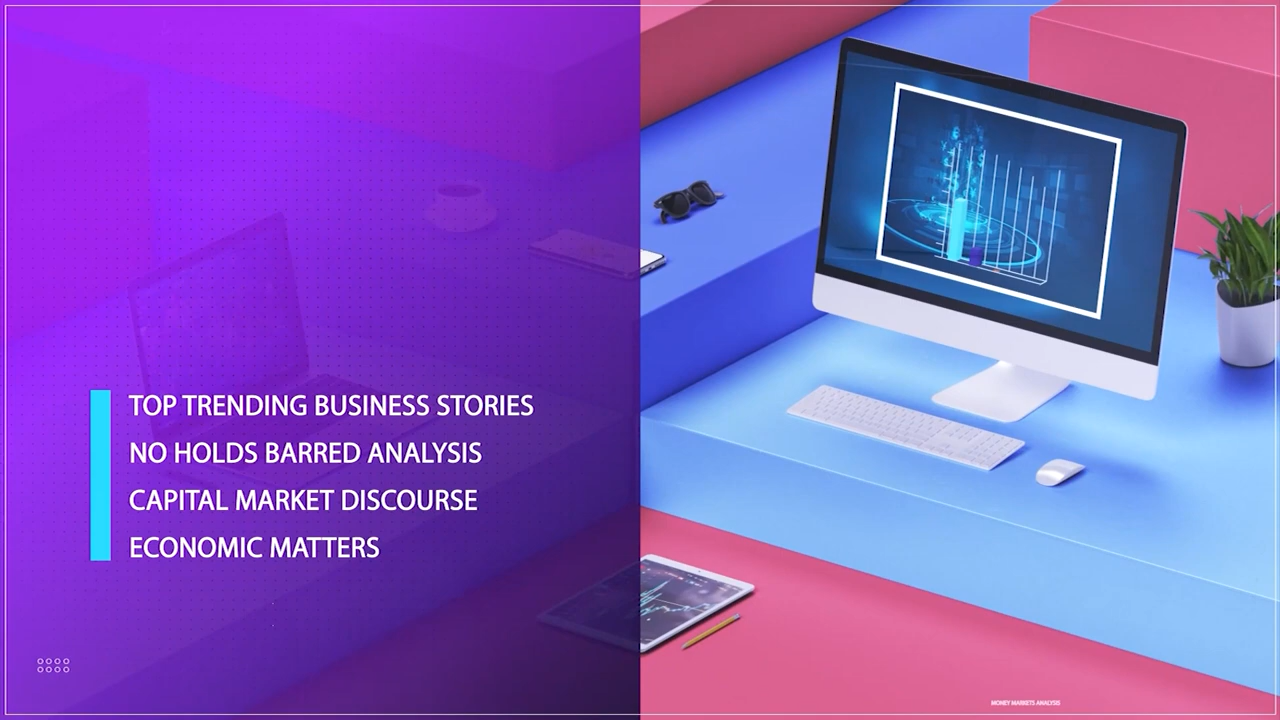 TOP TRENDING BUSINESS STORIES
NO HOLDS BARRED ANALYSIS
CAPITAL MARKET DISCOURSE
ECONOMIC MATTERS
MONEY MARKETS ANALYSIS